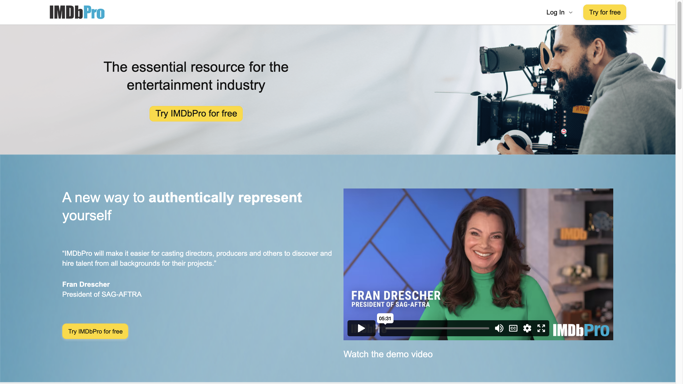 IMDbPro
Log In
Try for free
The essential resource for the
entertainment industry
Try IMDbPro for free
A new way to authentically represent
yourself
"IMDbPro will make it easier for casting directors, producers and others to discover and
hire talent from all backgrounds for their projects."
Fran Drescher
President of SAG-AFTRA
Try IMDbPro for free
IMDb
FRAN DRESCHER
PRESIDENT OF SAG-AFTRA
05:31
CC
IMDbPro
Watch the demo video